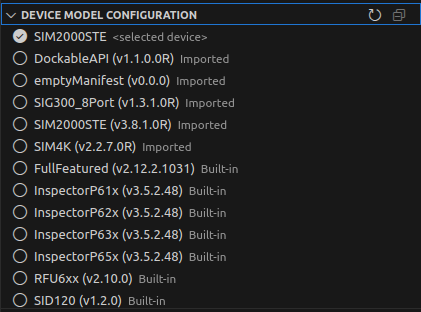 DEVICE MODEL CONFIGURATION
SIM2000STE <selected device>
DockableAPI (v1.1.0.0R) Imported
emptyManifest (v0.0.0) Imported
SIG300_8Port (v1.3.1.0R) Imported
SIM2000STE (v3.8.1.0R) Imported
SIM4K (v2.2.7.0R) Imported
FullFeatured (v2.12.2.1031) Built-in
InspectorP61x (v3.5.2.48) Built-in
InspectorP62x (v3.5.2.48) Built-in
InspectorP63x (v3.5.2.48) Built-in
InspectorP65x (v3.5.2.48) Built-in
RFU6xx (v2.10.0) Built-in
SID120 (v1.2.0) Built-in